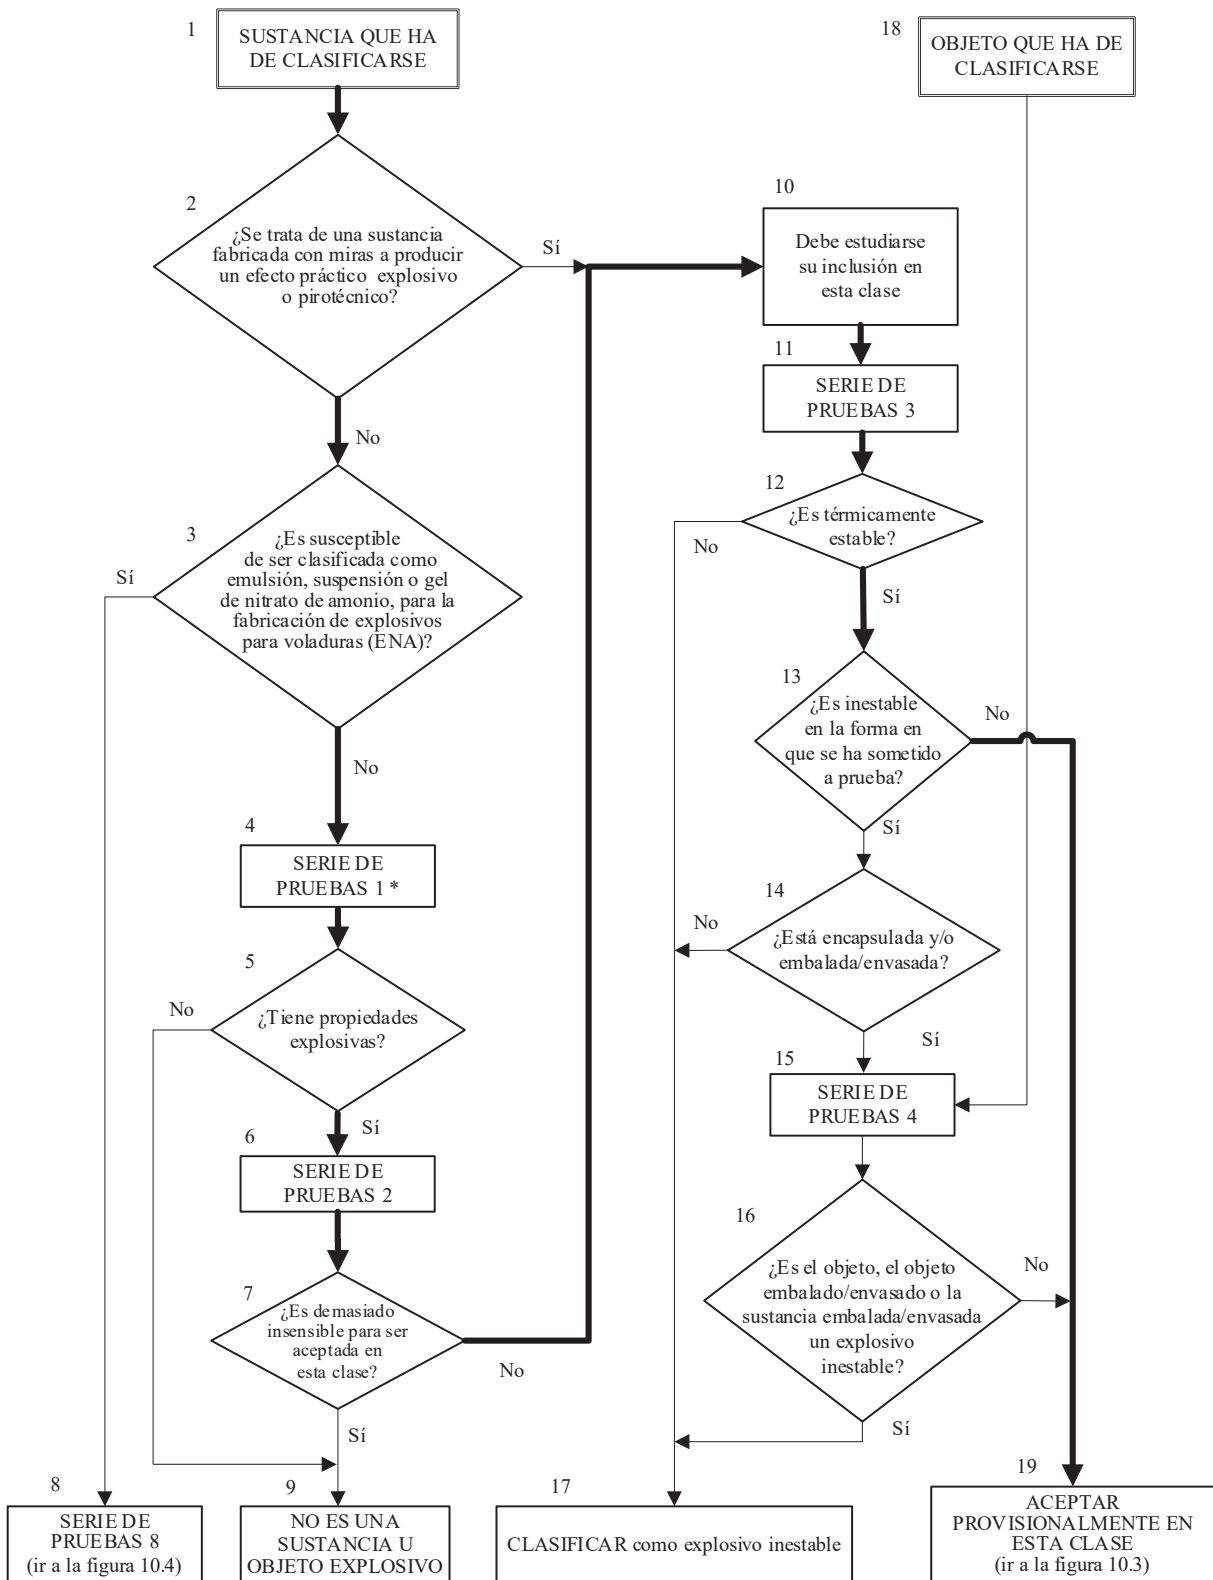 1
SUSTANCIA QUE HA
DE CLASIFICARSE
2
¿Se trata de una sustancia
fabricada con miras a producir
un efecto práctico explosivo
o pirotécnico?
Sí
No
3
¿Es susceptible
de ser clasificada como
emulsión, suspensión o gel
de nitrato de amonio, para la
fabricación de explosivos
para voladuras (ENA)?
Sí
No
4
SERIE DE
PRUEBAS 1 *
5
¿Tiene propiedades
explosivas?
No
Sí
6
SERIE DE
PRUEBAS 2
7
¿Es demasiado
insensible para ser
aceptada en
esta clase?
No
Sí
8
SERIE DE
PRUEBAS 8
(ir a la figura 10.4)
9
NO ES UNA
SUSTANCIA U
OBJETO EXPLOSIVO
10
Debe estudiarse
su inclusión en
esta clase
11
SERIE DE
PRUEBAS 3
12
¿Es térmicamente
estable?
No
Sí
13
¿Es inestable
en la forma en
que se ha sometido
a prueba?
No
Sí
14
¿Está encapsulada y/o
embalada/envasada?
No
Sí
15
SERIE DE
PRUEBAS 4
16
¿Es el objeto, el objeto
embalado/envasado o la
sustancia embalada/envasada
un explosivo
inestable?
No
Sí
17
CLASIFICAR como explosivo inestable
18
OBJETO QUE HA DE
CLASIFICARSE
19
ACEPTAR
PROVISIONALMENTE EN
ESTA CLASE
(ir a la figura 10.3)